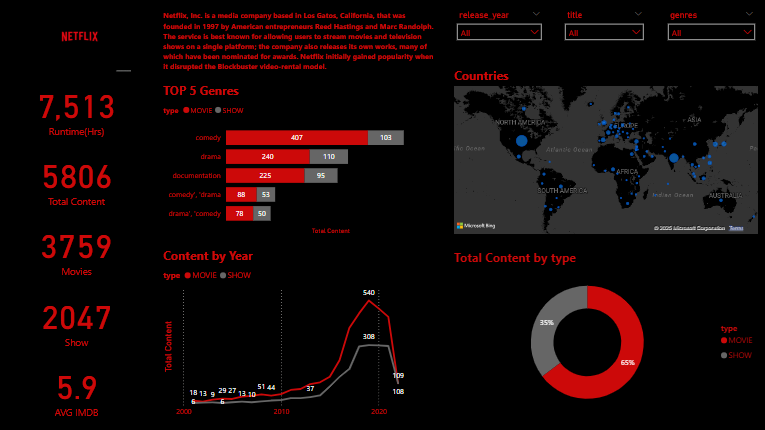 NETFLIX
7,513
Runtime(Hrs)
5806
Total Content
3759
Movies
2047
Show
5.9
AVG IMDB
Netflix, Inc. is a media company based in Los Gatos, California, that was
founded in 1997 by American entrepreneurs Reed Hastings and Marc Randolph.
The service is best known for allowing users to stream movies and television
shows on a single platform; the company also releases its own works, many of
which have been nominated for awards. Netflix initially gained popularity when
it disrupted the Blockbuster video-rental model.
release_year
All
title
All
genres
All
TOP 5 Genres
type MOVIE SHOW
comedy 407 103
drama 240 110
documentation 225 95
comedy', 'drama 88 53
drama', 'comedy' 78 50
Total Content
Countries
NORTH AMERICA
EUROPE
ASIA
Atlantic Ocean
AFRICA
SOUTH AMERICA
Indian Ocean
AUSTRALIA
Microsoft Bing
© 2025 Microsoft Corporation Terms
Content by Year
type MOVIE SHOW
Total Content
540
308
109
108
18 13 9 29 27 13 10 51 44 37
6 6
2000 2010 2020
Total Content by type
35%
65%
type
MOVIE
SHOW